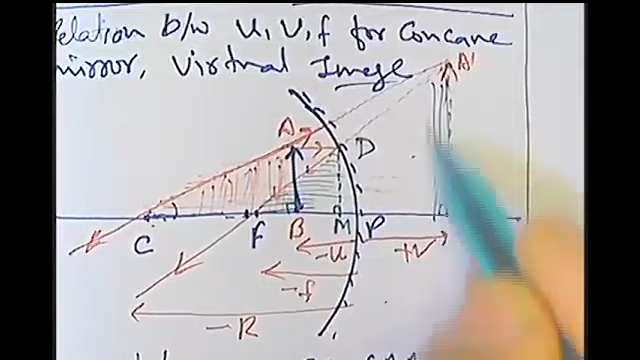 Relation b/w u, v, f for Concave
mirror, Virtual Image
A'
A
D
C F B M P
-u +v
-f
-R